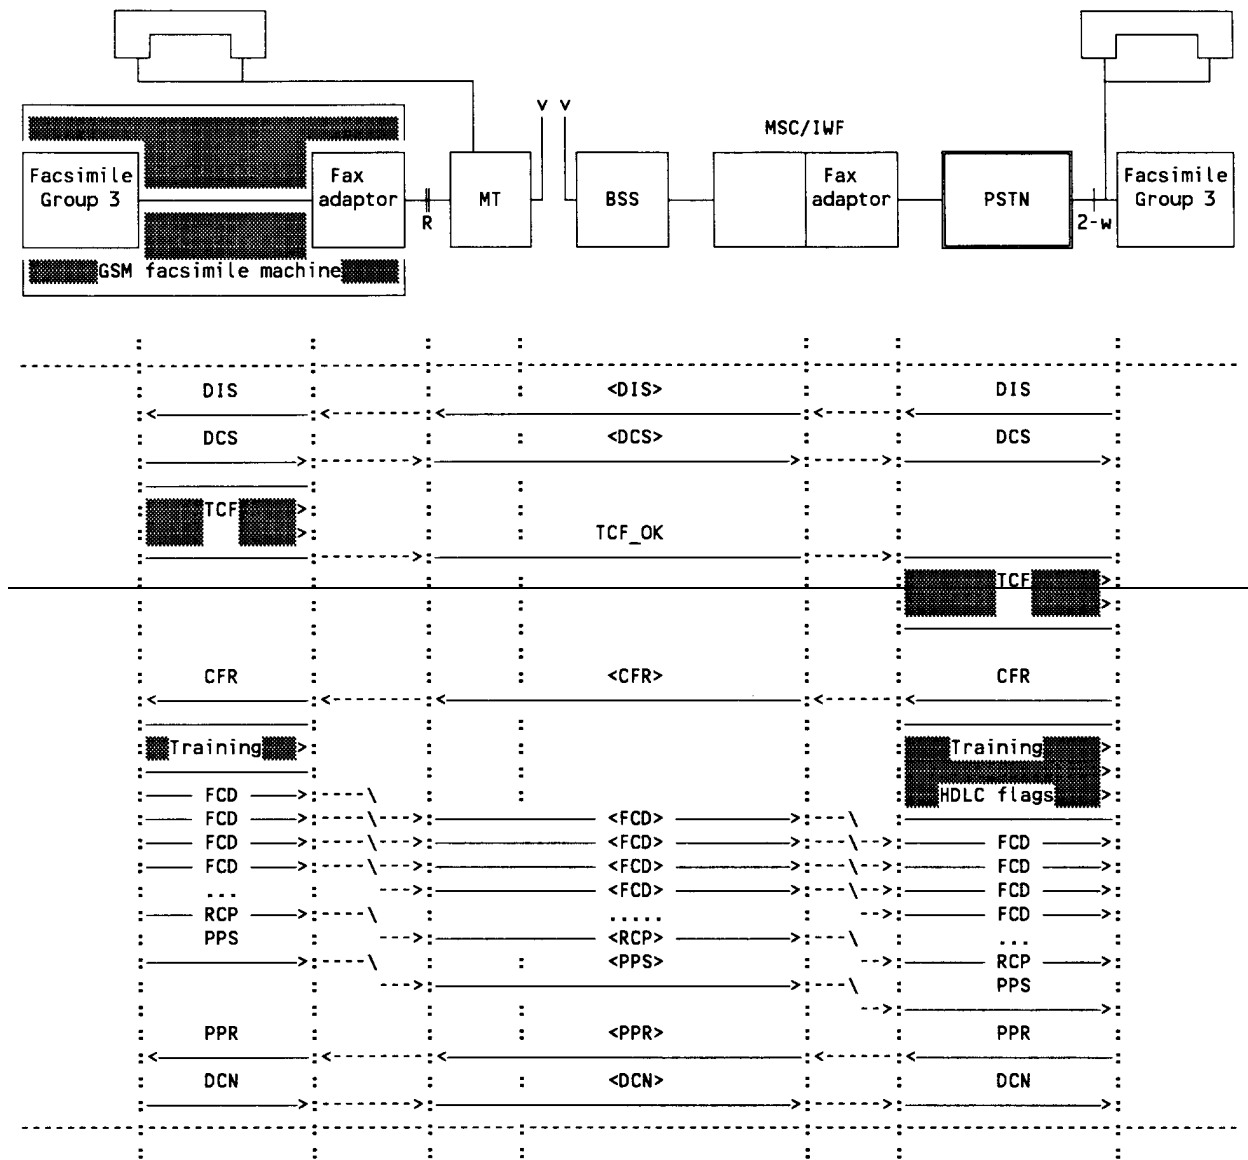 MSC/IWF
Facsimile Group 3
Fax adaptor
R
MT
BSS
Fax adaptor
PSTN
2-w
Facsimile Group 3
GSM facsimile machine
DIS <DIS> DIS
DCS <DCS> DCS
TCF
TCF_OK
TCF
CFR <CFR> CFR
Training Training
FCD HDLC flags
FCD <FCD>
FCD <FCD> FCD
FCD <FCD> FCD
... <FCD> FCD
RCP ..... FCD
PPS <RCP> ...
<PPS> RCP
PPS
PPR <PPR> PPR
DCN <DCN> DCN